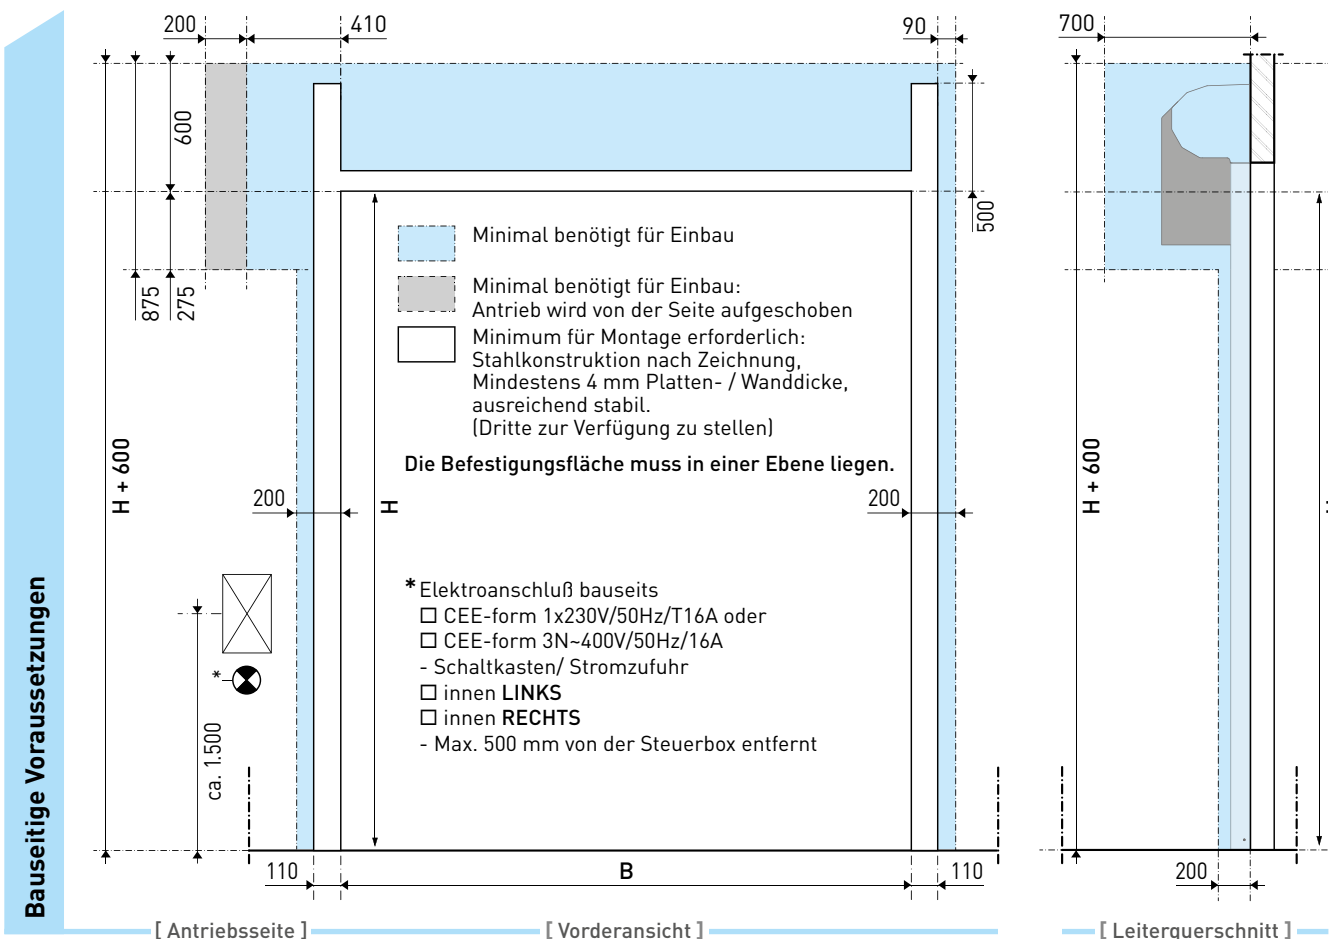 Bauseitige Voraussetzungen
200
410
90
700
600
500
875
275
Minimal benötigt für Einbau
Minimal benötigt für Einbau:
Antrieb wird von der Seite aufgeschoben
Minimum für Montage erforderlich:
Stahlkonstruktion nach Zeichnung,
Mindestens 4 mm Platten- / Wanddicke,
ausreichend stabil.
(Dritte zur Verfügung zu stellen)
Die Befestigungsfläche muss in einer Ebene liegen.
H + 600
200
H
200
H + 600
*Elektroanschluß bauseits
☐ CEE-form 1x230V/50Hz/T16A oder
☐ CEE-form 3N~400V/50Hz/16A
- Schaltkasten/ Stromzufuhr
☐ innen LINKS
☐ innen RECHTS
- Max. 500 mm von der Steuerbox entfernt
*
ca. 1.500
110
B
110
200
[ Antriebsseite ]
[ Vorderansicht ]
[ Leiterquerschnitt ]